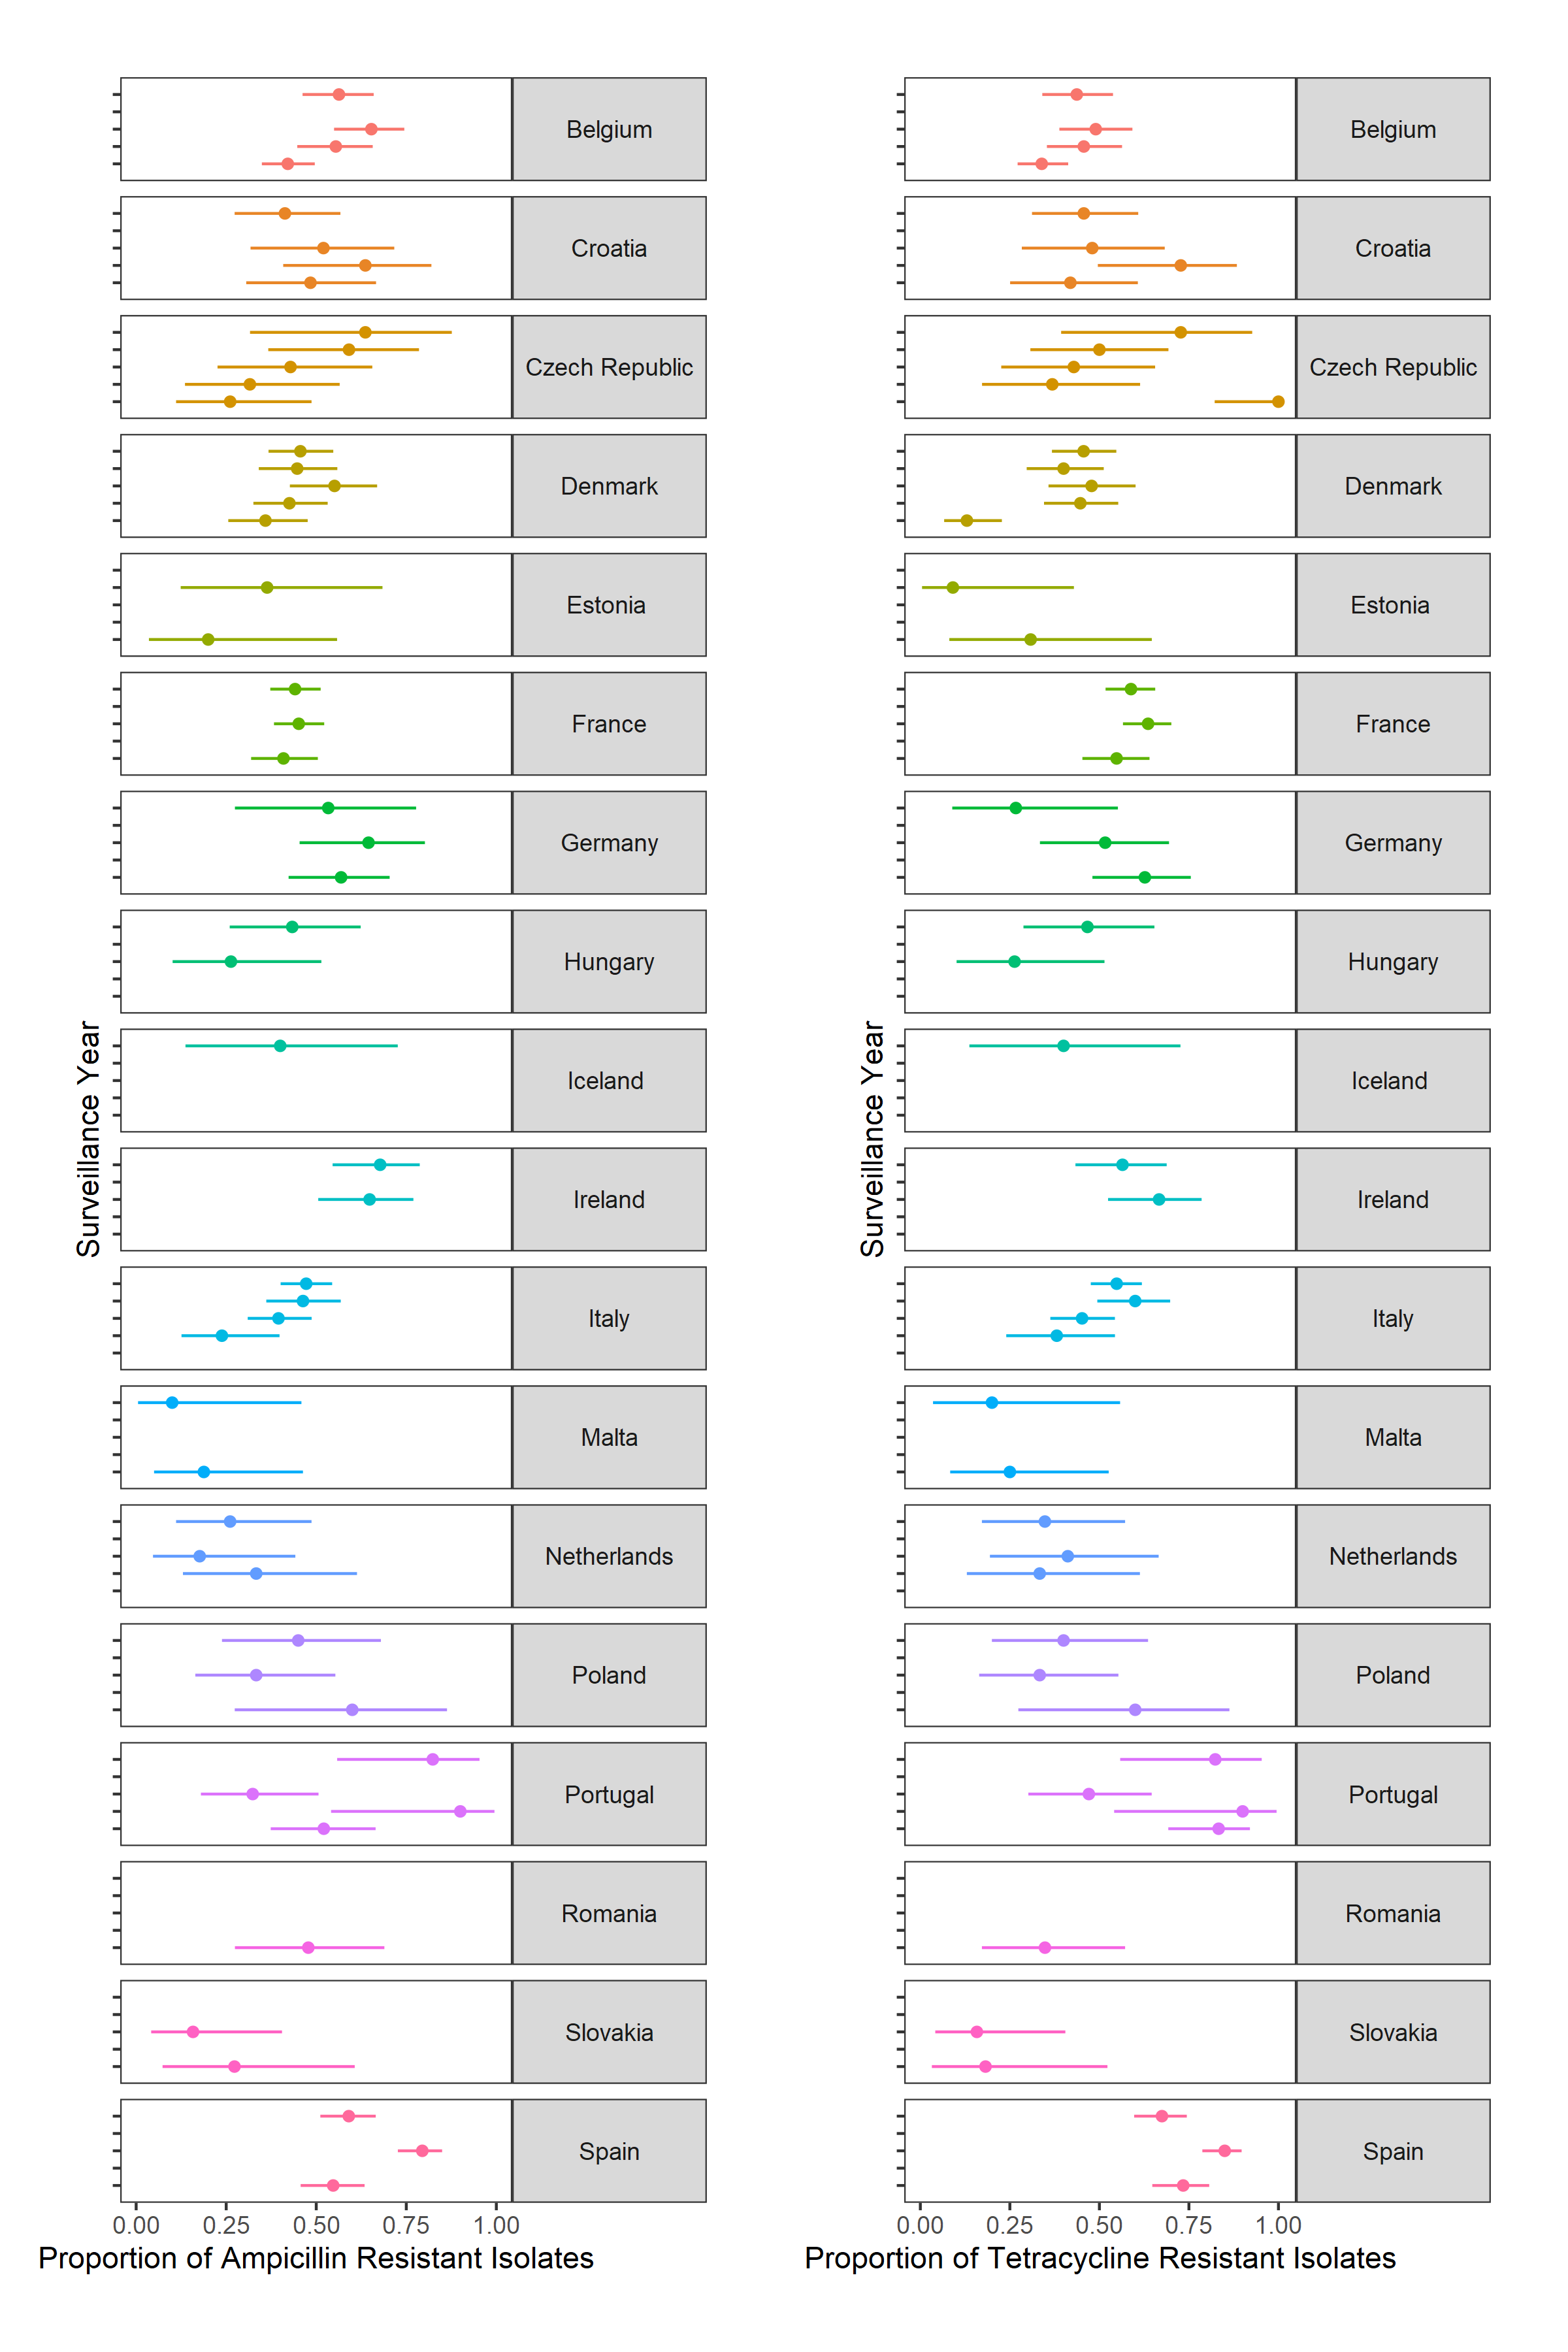 Surveillance Year
Belgium
Croatia
Czech Republic
Denmark
Estonia
France
Germany
Hungary
Iceland
Ireland
Italy
Malta
Netherlands
Poland
Portugal
Romania
Slovakia
Spain
0.00 0.25 0.50 0.75 1.00
Proportion of Ampicillin Resistant Isolates
Surveillance Year
Belgium
Croatia
Czech Republic
Denmark
Estonia
France
Germany
Hungary
Iceland
Ireland
Italy
Malta
Netherlands
Poland
Portugal
Romania
Slovakia
Spain
0.00 0.25 0.50 0.75 1.00
Proportion of Tetracycline Resistant Isolates